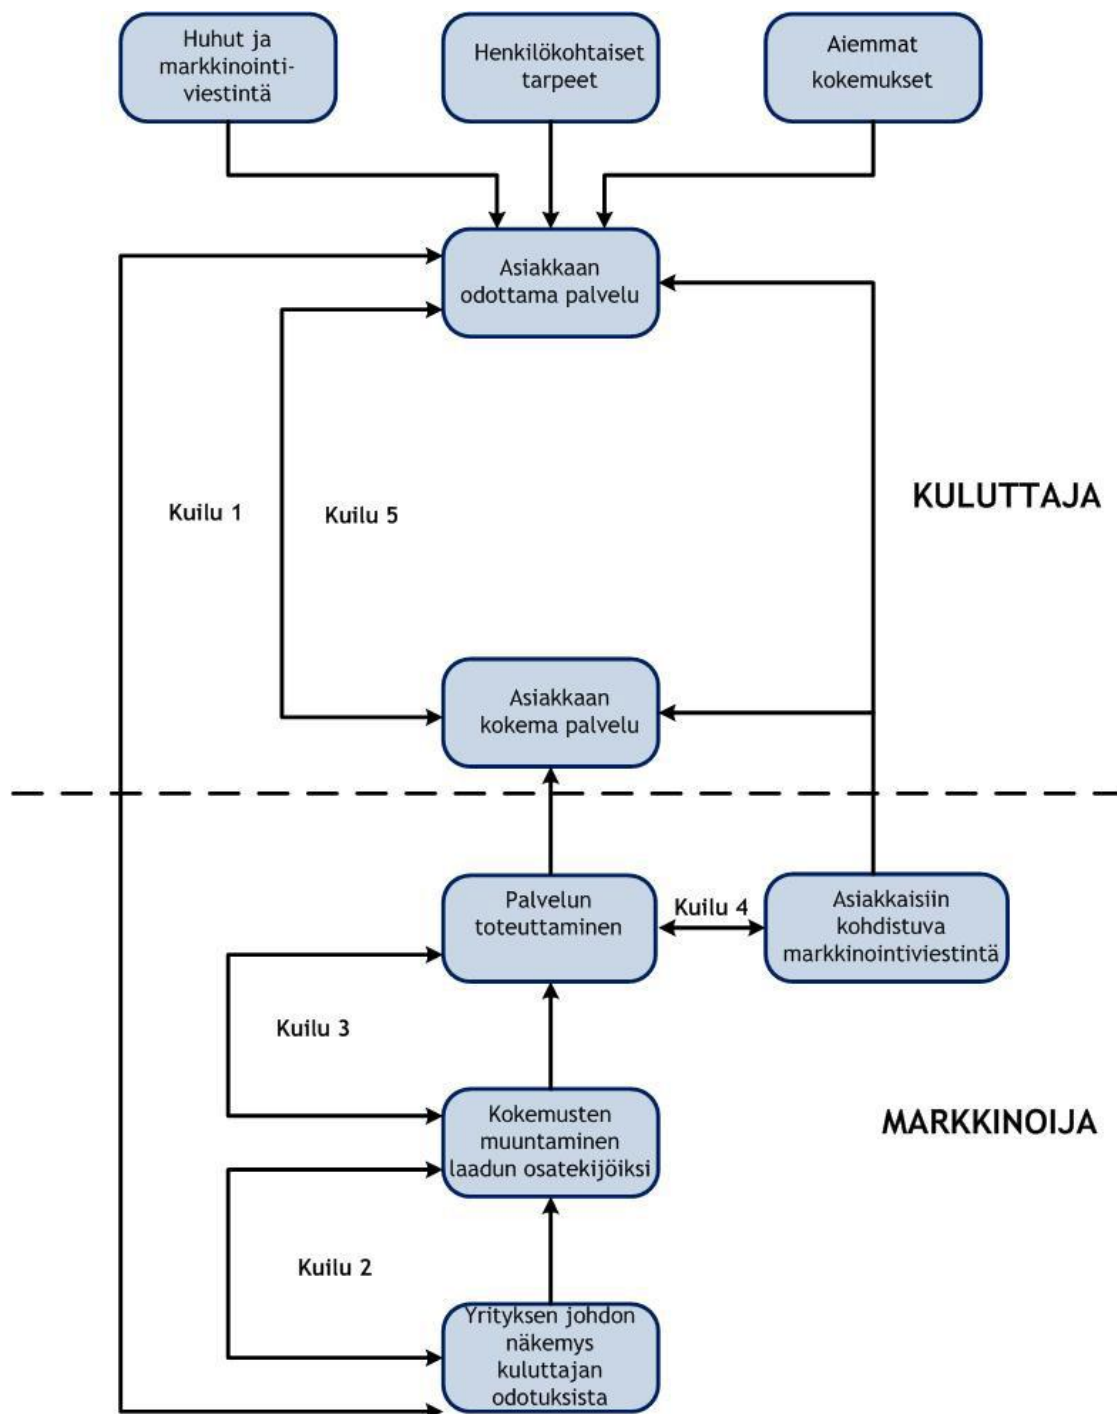 Huhut ja
markkinointi-
viestintä
Henkilökohtaiset
tarpeet
Aiemmat
kokemukset
Asiakkaan
odottama palvelu
Kuilu 1
Kuilu 5
KULUTTAJA
Asiakkaan
kokema palvelu
Palvelun
toteuttaminen
Kuilu 4
Asiakkaisiin
kohdistuva
markkinointiviestintä
Kuilu 3
Kokemusten
muuntaminen
laadun osatekijöiksi
MARKKINOIJA
Kuilu 2
Yrityksen johdon
näkemys
kuluttajan
odotuksista